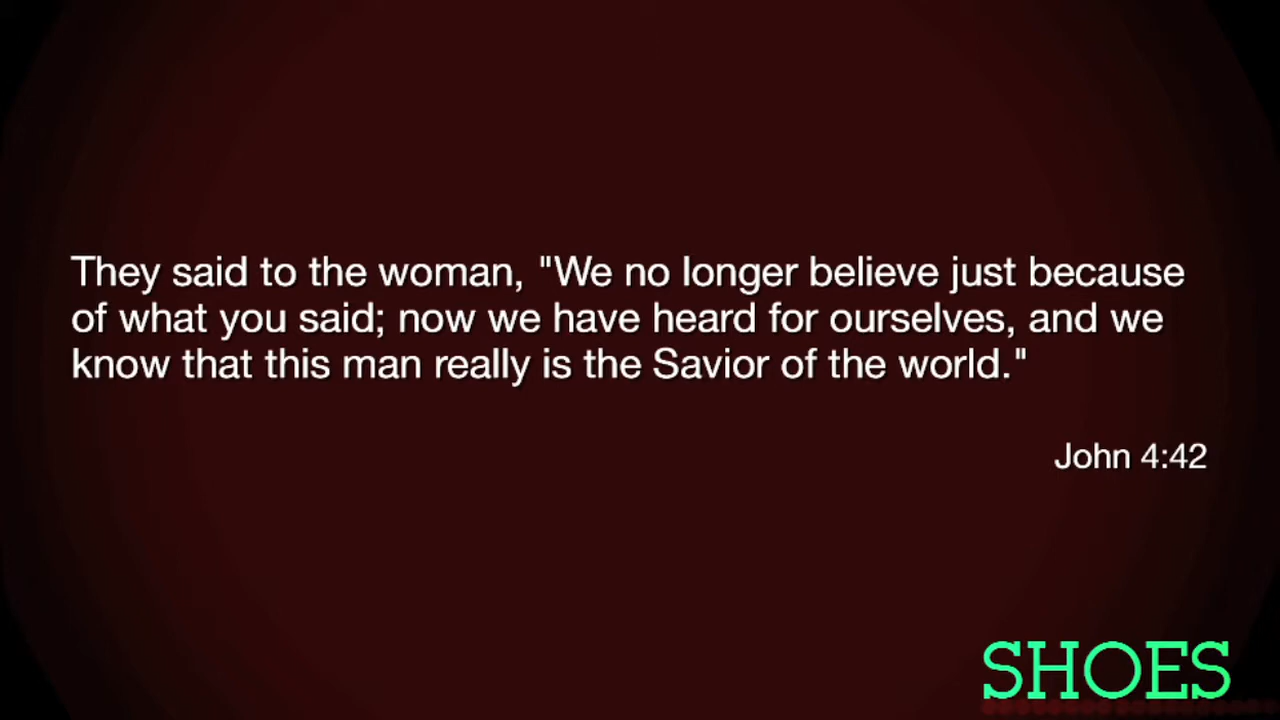 They said to the woman, "We no longer believe just because
of what you said; now we have heard for ourselves, and we
know that this man really is the Savior of the world."
John 4:42
SHOES